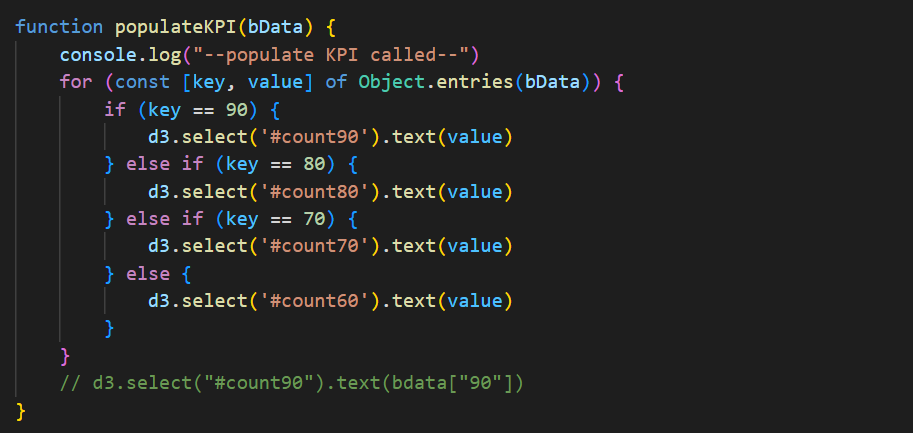 function populateKPI(bData) {
    console.log("--populate KPI called--")
    for (const [key, value] of Object.entries(bData)) {
        if (key == 90) {
            d3.select('#count90').text(value)
        } else if (key == 80) {
            d3.select('#count80').text(value)
        } else if (key == 70) {
            d3.select('#count70').text(value)
        } else {
            d3.select('#count60').text(value)
        }
    }
    // d3.select("#count90").text(bdata["90"])
}